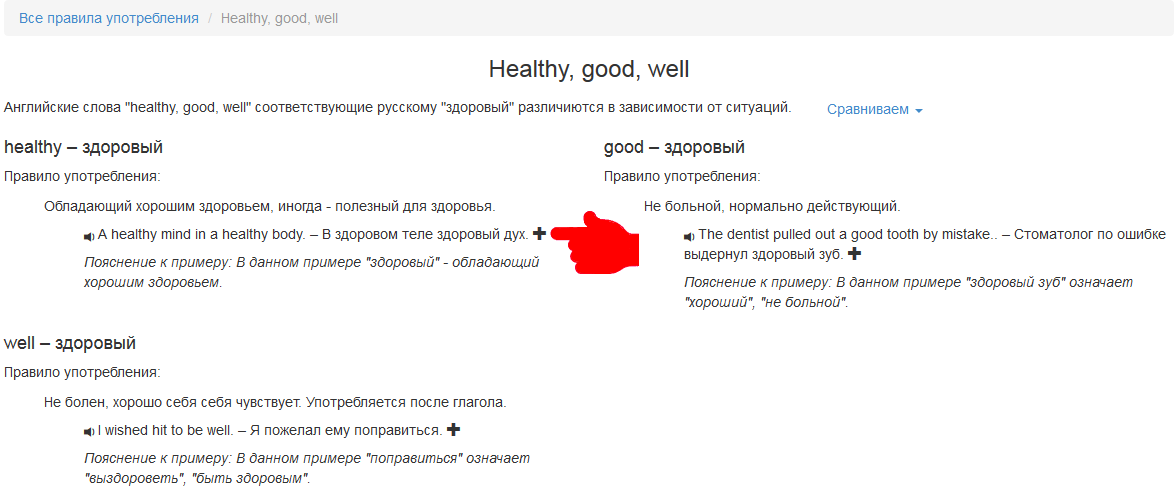 Все правила употребления / Healthy, good, well
Healthy, good, well
Английские слова "healthy, good, well" соответствующие русскому "здоровый" различиются в зависимости от ситуаций.
Сравниваем
healthy – здоровый
Правило употребления:
Обладающий хорошим здоровьем, иногда - полезный для здоровья.
A healthy mind in a healthy body. – В здоровом теле здоровый дух.
Пояснение к примеру: В данном примере "здоровый" - обладающий
хорошим здоровьем.
good – здоровый
Правило употребления:
Не больной, нормально действующий.
The dentist pulled out a good tooth by mistake.. – Стоматолог по ошибке
выдернул здоровый зуб.
Пояснение к примеру: В данном примере "здоровый зуб" означает
"хороший", "не больной".
well – здоровый
Правило употребления:
Не болен, хорошо себя себя чувствует. Употребляется после глагола.
I wished hit to be well. – Я пожелал ему поправиться.
Пояснение к примеру: В данном примере "поправиться" означает
"выздороветь", "быть здоровым".